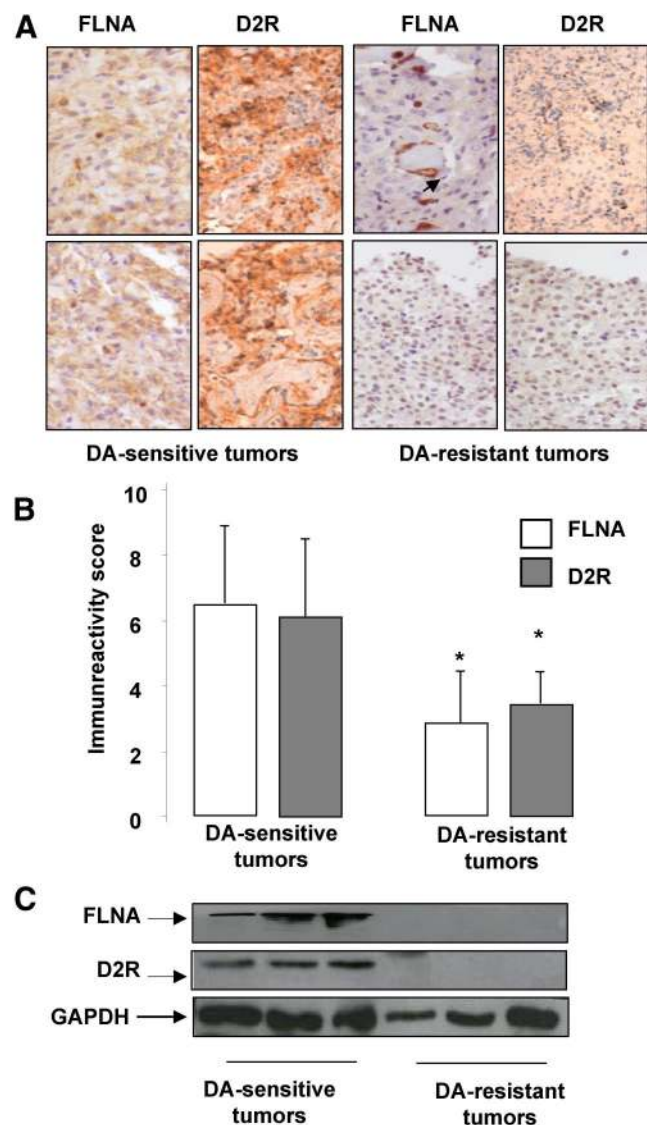 A
FLNA D2R FLNA D2R
DA-sensitive tumors DA-resistant tumors
B
Immunreactivity score
10
8
6
4
2
0
FLNA
D2R
*
*
DA-sensitive
tumors
DA-resistant
tumors
C
FLNA
D2R
GAPDH
DA-sensitive
tumors
DA-resistant
tumors